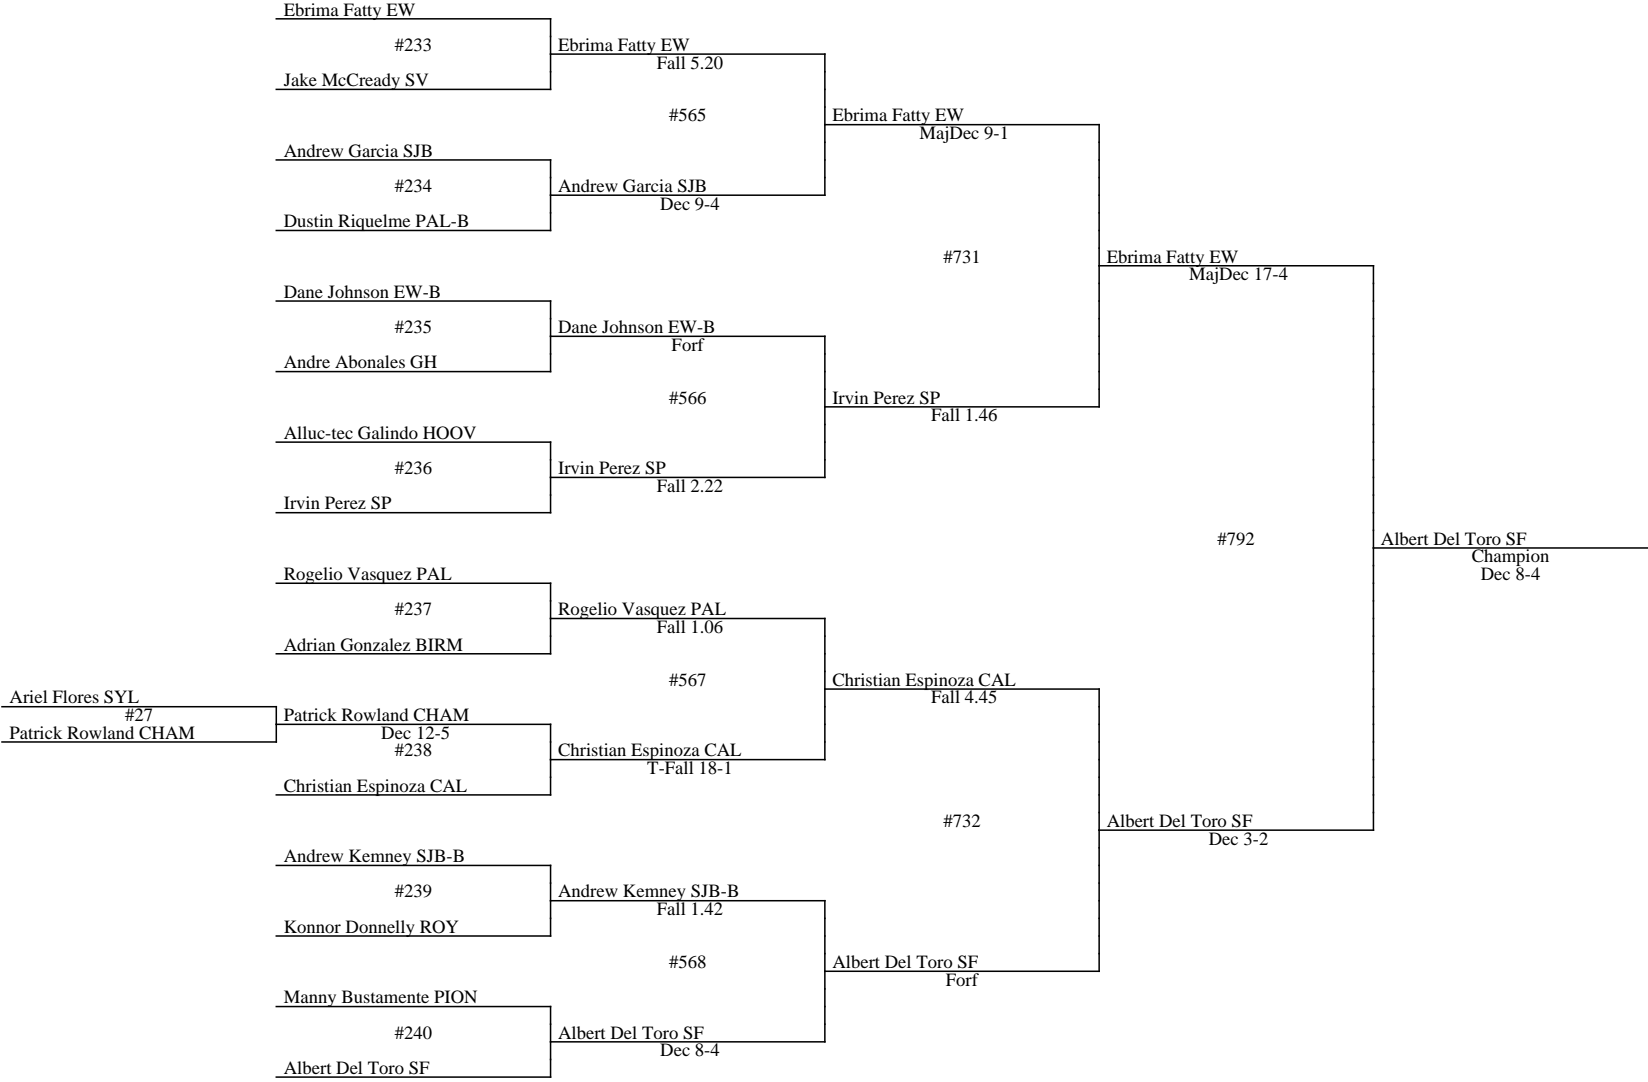 Ebrima Fatty EW
#233
Ebrima Fatty EW
Fall 5.20
Jake McCready SV
#565
Ebrima Fatty EW
MajDec 9-1
Andrew Garcia SJB
#234
Andrew Garcia SJB
Dec 9-4
Dustin Riquelme PAL-B
#731
Ebrima Fatty EW
MajDec 17-4
Dane Johnson EW-B
#235
Dane Johnson EW-B
Forf
Andre Abonales GH
#566
Irvin Perez SP
Fall 1.46
Alluc-tec Galindo HOOV
#236
Irvin Perez SP
Fall 2.22
Irvin Perez SP
#792
Albert Del Toro SF
Champion
Dec 8-4
Rogelio Vasquez PAL
#237
Rogelio Vasquez PAL
Fall 1.06
Adrian Gonzalez BIRM
#567
Christian Espinoza CAL
Fall 4.45
Ariel Flores SYL
#27
Patrick Rowland CHAM
Patrick Rowland CHAM
Dec 12-5
#238
Christian Espinoza CAL
T-Fall 18-1
Christian Espinoza CAL
#732
Albert Del Toro SF
Dec 3-2
Andrew Kemney SJB-B
#239
Andrew Kemney SJB-B
Fall 1.42
Konnor Donnelly ROY
#568
Albert Del Toro SF
Forf
Manny Bustamente PION
#240
Albert Del Toro SF
Dec 8-4
Albert Del Toro SF